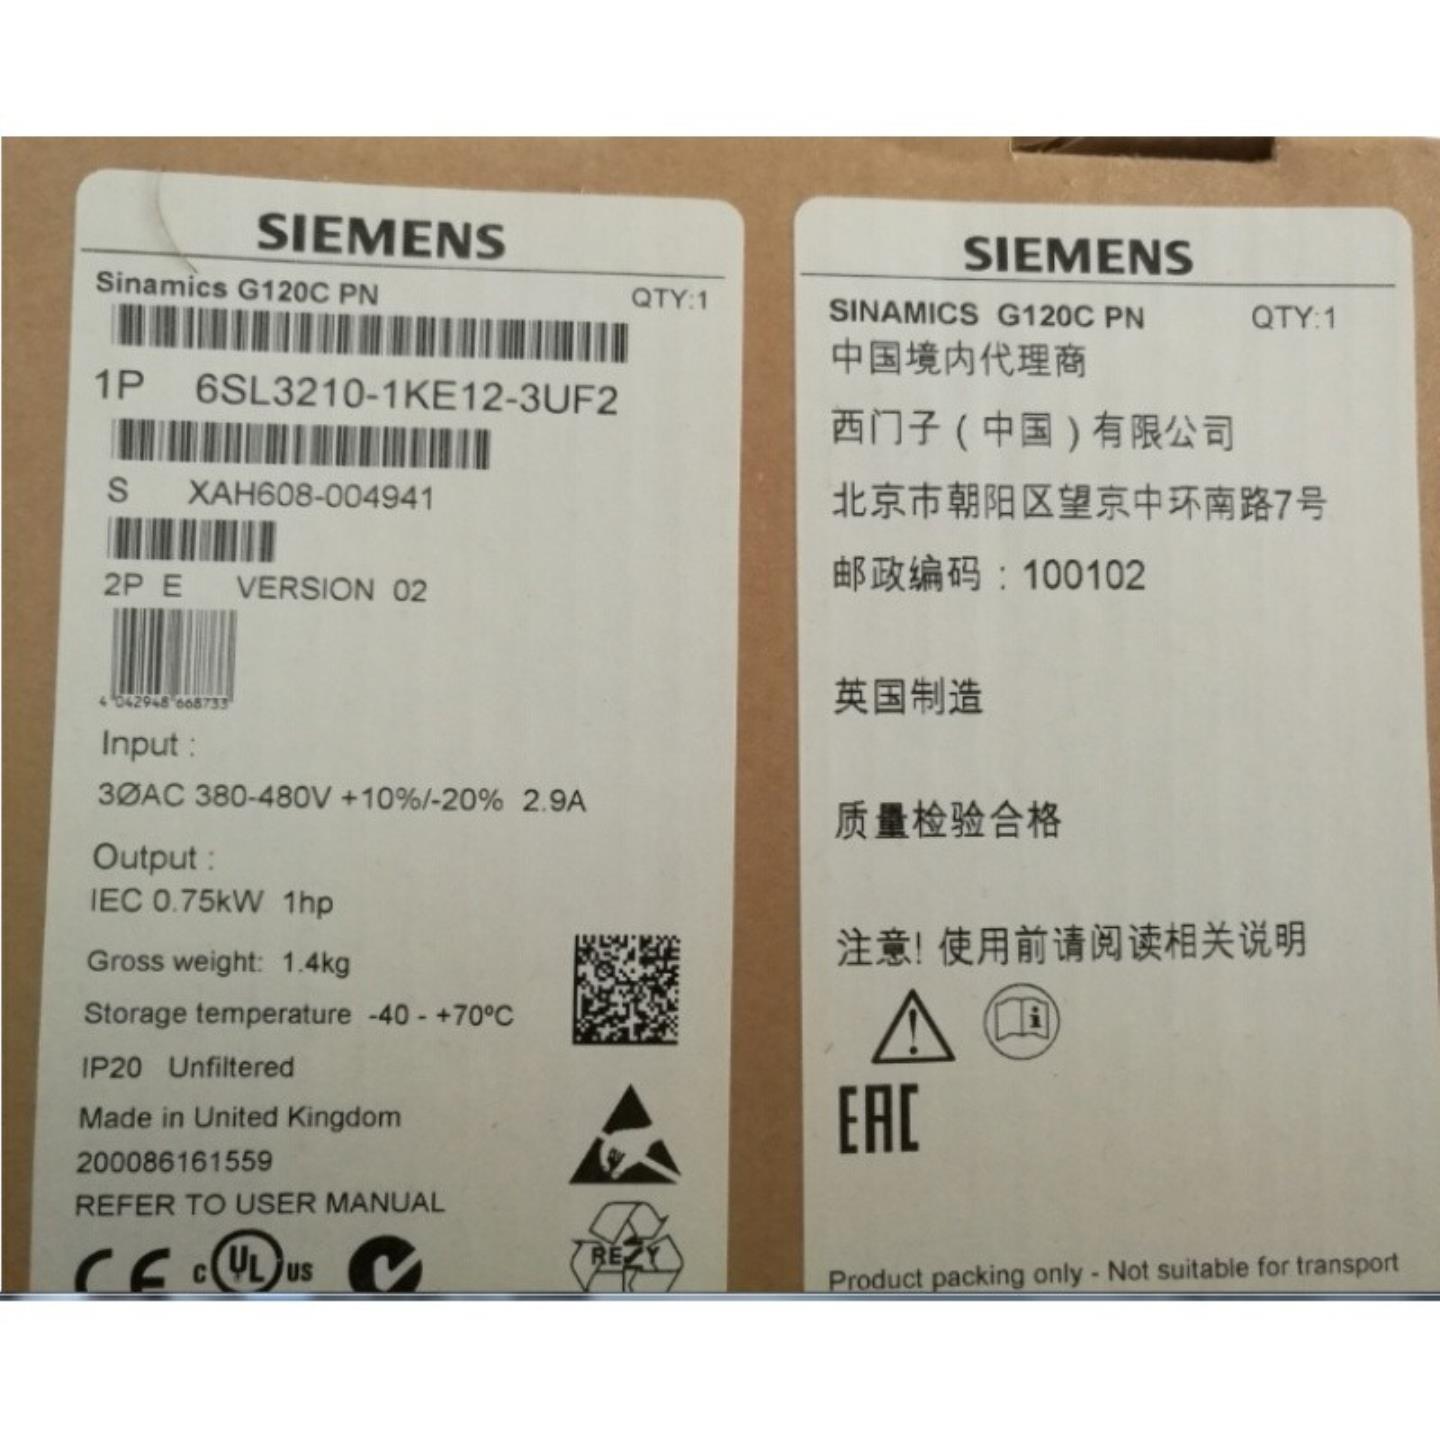 SIEMENS
Sinamics G120C PN QTY:1
1P 6SL3210-1KE12-3UF2
S XAH608-004941
2P E VERSION 02
4 042948 668733
Input :
3ØAC 380-480V +10%/-20% 2.9A
Output :
IEC 0.75kW 1hp
Gross weight: 1.4kg
Storage temperature -40 - +70ºC
IP20 Unfiltered
Made in United Kingdom
200086161559
REFER TO USER MANUAL
CE c UL US
REZY
SIEMENS
SINAMICS G120C PN QTY:1
中国境内代理商
西门子(中国)有限公司
北京市朝阳区望京中环南路7号
邮政编码:100102
英国制造
质量检验合格
注意! 使用前请阅读相关说明
EAC
Product packing only - Not suitable for transport